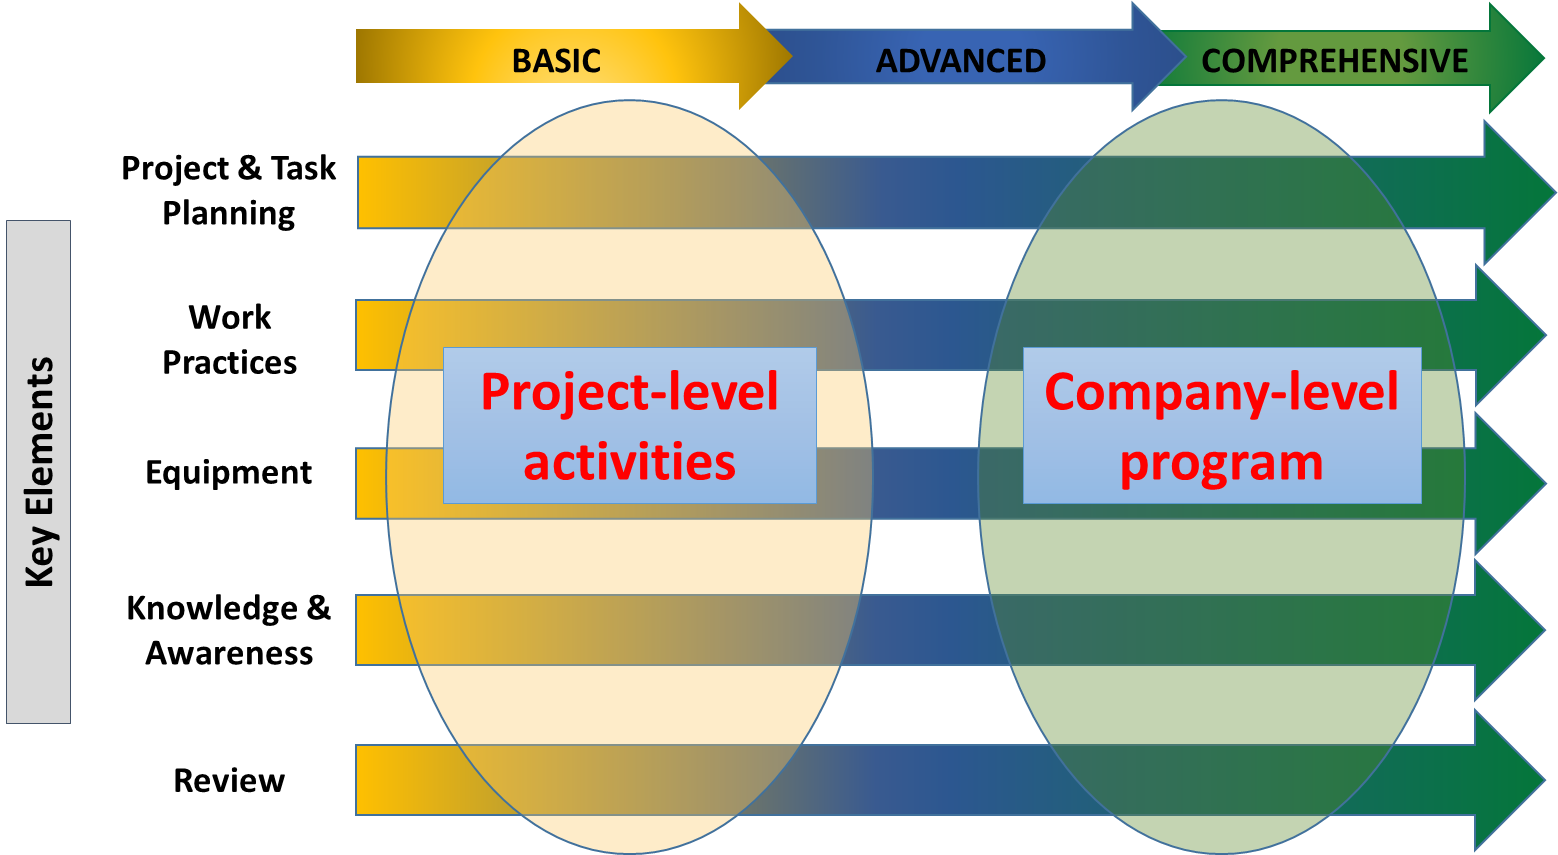 BASIC
ADVANCED
COMPREHENSIVE
Key Elements
Project & Task
Planning
Work
Practices
Equipment
Knowledge &
Awareness
Review
Project-level
activities
Company-level
program